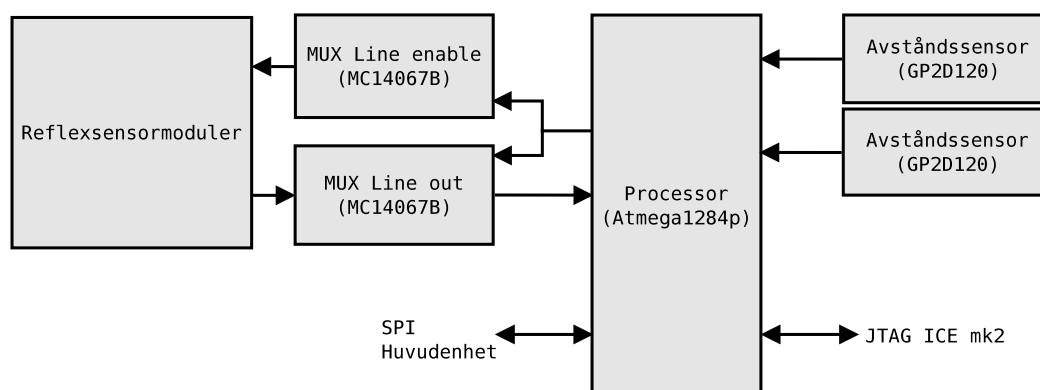 Reflexsensormoduler
MUX Line enable
(MC14067B)
MUX Line out
(MC14067B)
Processor
(Atmega1284p)
Avståndssensor
(GP2D120)
Avståndssensor
(GP2D120)
SPI
Huvudenhet
JTAG ICE mk2